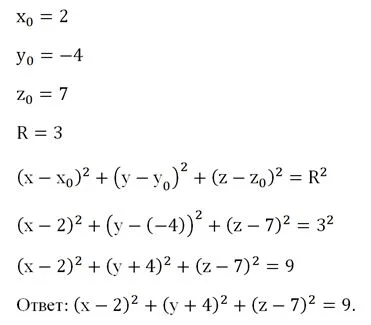 x₀ = 2
y₀ = −4
z₀ = 7
R = 3
(x − x₀)² + (y − y₀)² + (z − z₀)² = R²
(x − 2)² + (y − (−4))² + (z − 7)² = 3²
(x − 2)² + (y + 4)² + (z − 7)² = 9
Ответ: (x − 2)² + (y + 4)² + (z − 7)² = 9.